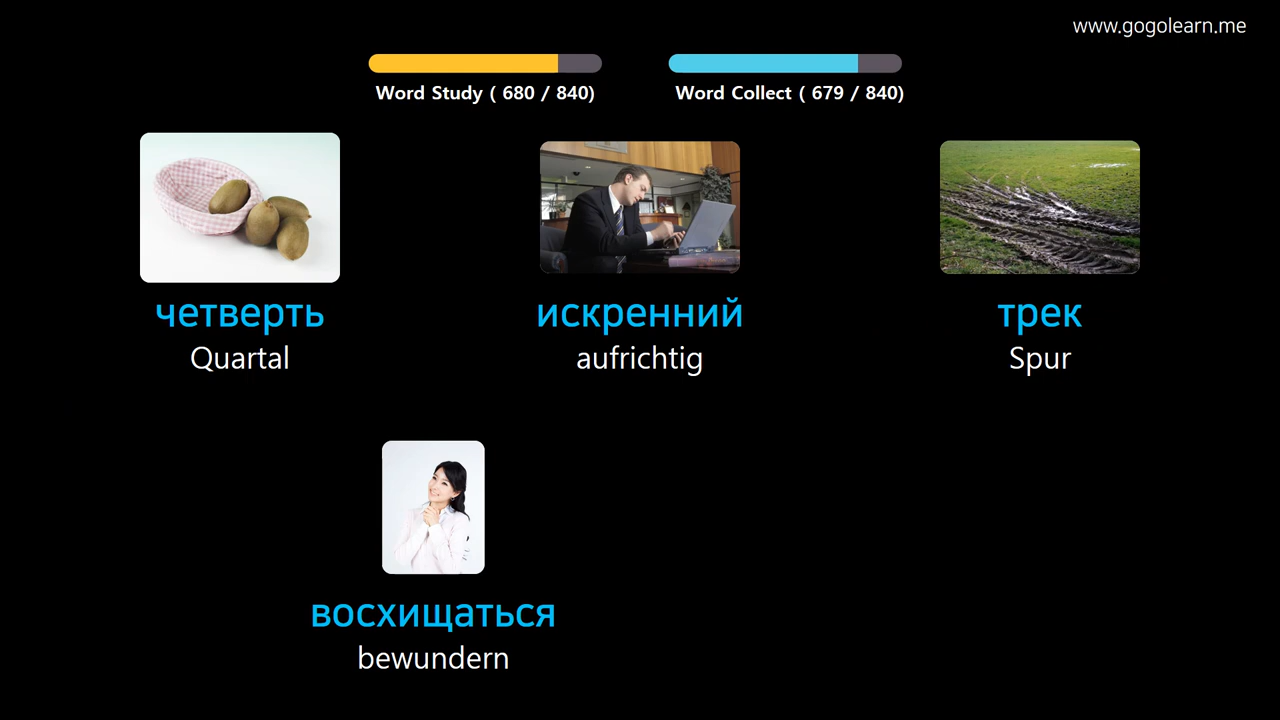 www.gogolearn.me
Word Study ( 680 / 840)
Word Collect ( 679 / 840)
четверть
Quartal
искренний
aufrichtig
трек
Spur
восхищаться
bewundern